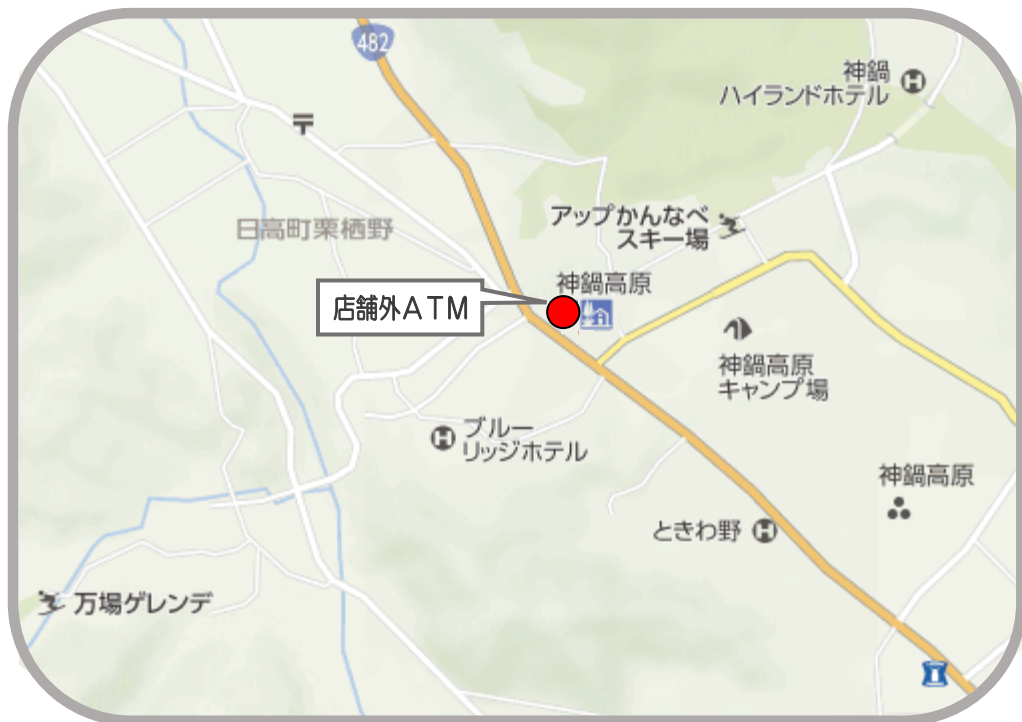 482
神鍋
ハイランドホテル
〒
アップかんなべ
スキー場
日高町栗栖野
神鍋高原
店舗外ATM
神鍋高原
キャンプ場
ブルー
リッジホテル
神鍋高原
ときわ野
万場ゲレンデ